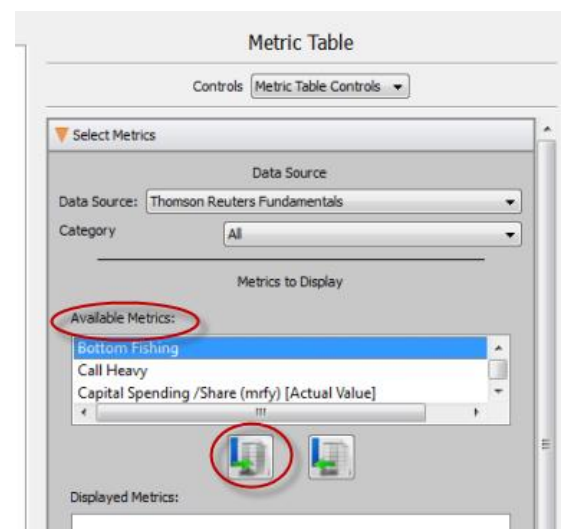 Metric Table
Controls Metric Table Controls
Select Metrics
Data Source
Data Source: Thomson Reuters Fundamentals
Category All
Metrics to Display
Available Metrics:
Bottom Fishing
Call Heavy
Capital Spending /Share (mrfy) [Actual Value]
Displayed Metrics: